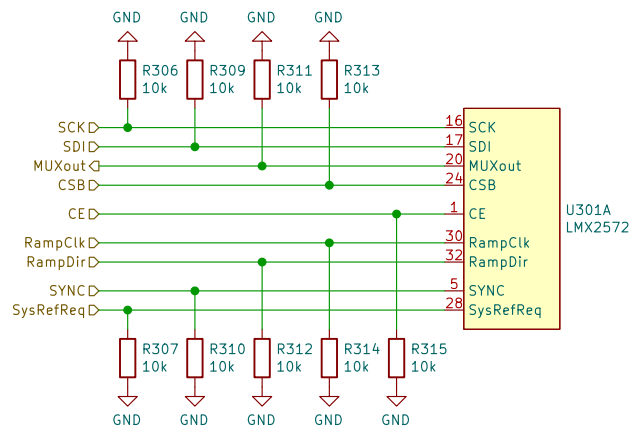 GND GND GND GND
R306 R309 R311 R313
10k 10k 10k 10k
SCK 16 SCK
SDI 17 SDI
MUXout 20 MUXout
CSB 24 CSB
CE 1 CE
U301A
LMX2572
RampClk 30 RampClk
RampDir 32 RampDir
SYNC 5 SYNC
SysRefReq 28 SysRefReq
R307 R310 R312 R314 R315
10k 10k 10k 10k 10k
GND GND GND GND GND